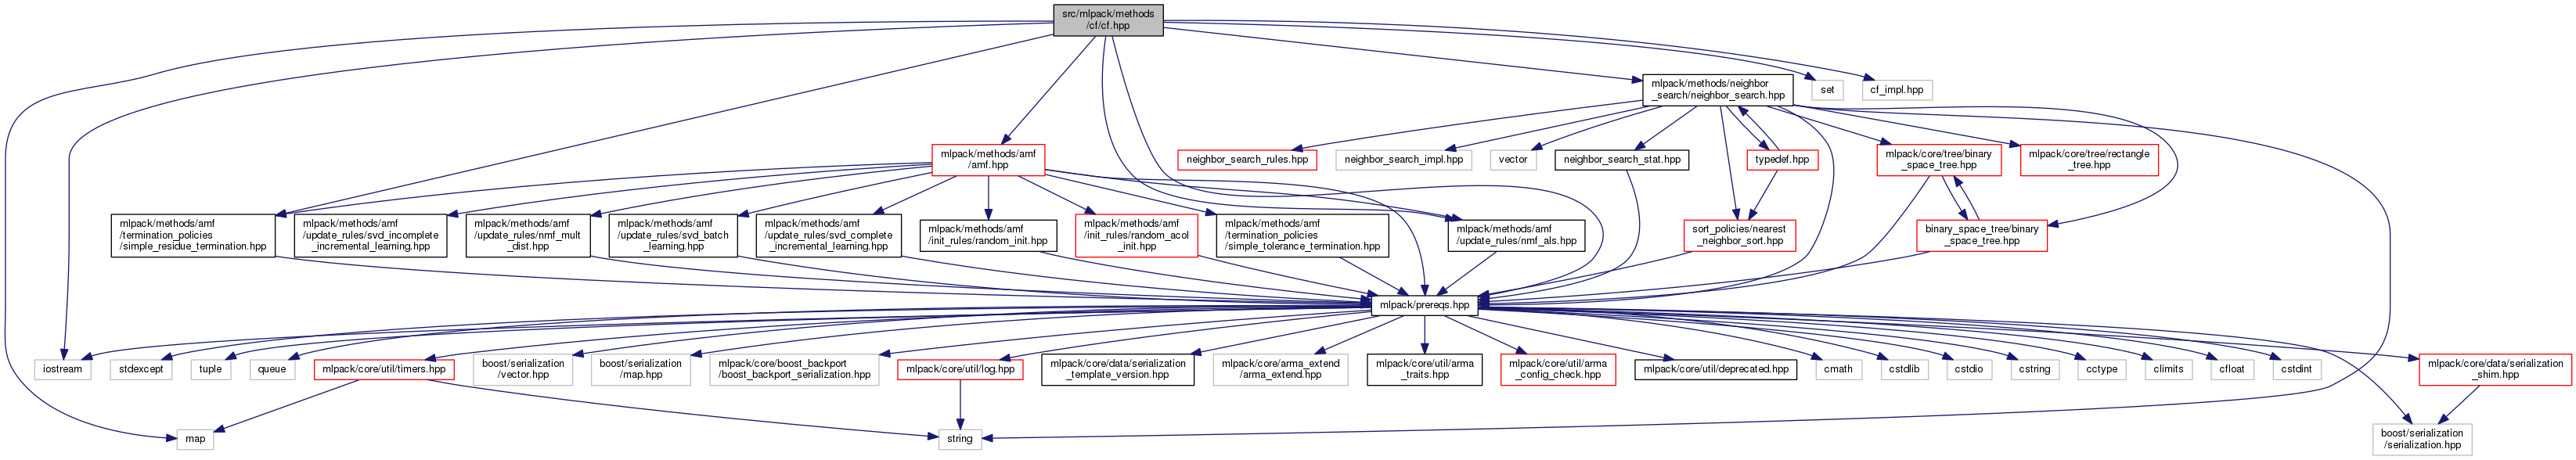 src/mlpack/methods
/cf/cf.hpp
mlpack/methods/neighbor
_search/neighbor_search.hpp
set
cf_impl.hpp
mlpack/methods/amf
/amf.hpp
neighbor_search_rules.hpp
neighbor_search_impl.hpp
vector
neighbor_search_stat.hpp
typedef.hpp
mlpack/core/tree/binary
_space_tree.hpp
mlpack/core/tree/rectangle
_tree.hpp
mlpack/methods/amf
/termination_policies
/simple_residue_termination.hpp
mlpack/methods/amf
/update_rules/svd_incomplete
_incremental_learning.hpp
mlpack/methods/amf
/update_rules/nmf_mult
_dist.hpp
mlpack/methods/amf
/update_rules/svd_batch
_learning.hpp
mlpack/methods/amf
/update_rules/svd_complete
_incremental_learning.hpp
mlpack/methods/amf
/init_rules/random_init.hpp
mlpack/methods/amf
/init_rules/random_acol
_init.hpp
mlpack/methods/amf
/termination_policies
/simple_tolerance_termination.hpp
mlpack/methods/amf
/update_rules/nmf_als.hpp
sort_policies/nearest
_neighbor_sort.hpp
binary_space_tree/binary
_space_tree.hpp
mlpack/prereqs.hpp
iostream
stdexcept
tuple
queue
mlpack/core/util/timers.hpp
boost/serialization
/vector.hpp
boost/serialization
/map.hpp
mlpack/core/boost_backport
/boost_backport_serialization.hpp
mlpack/core/util/log.hpp
mlpack/core/data/serialization
_template_version.hpp
mlpack/core/arma_extend
/arma_extend.hpp
mlpack/core/util/arma
_traits.hpp
mlpack/core/util/arma
_config_check.hpp
mlpack/core/util/deprecated.hpp
cmath
cstdlib
cstdio
cstring
cctype
climits
cfloat
cstdint
mlpack/core/data/serialization
_shim.hpp
map
string
boost/serialization
/serialization.hpp